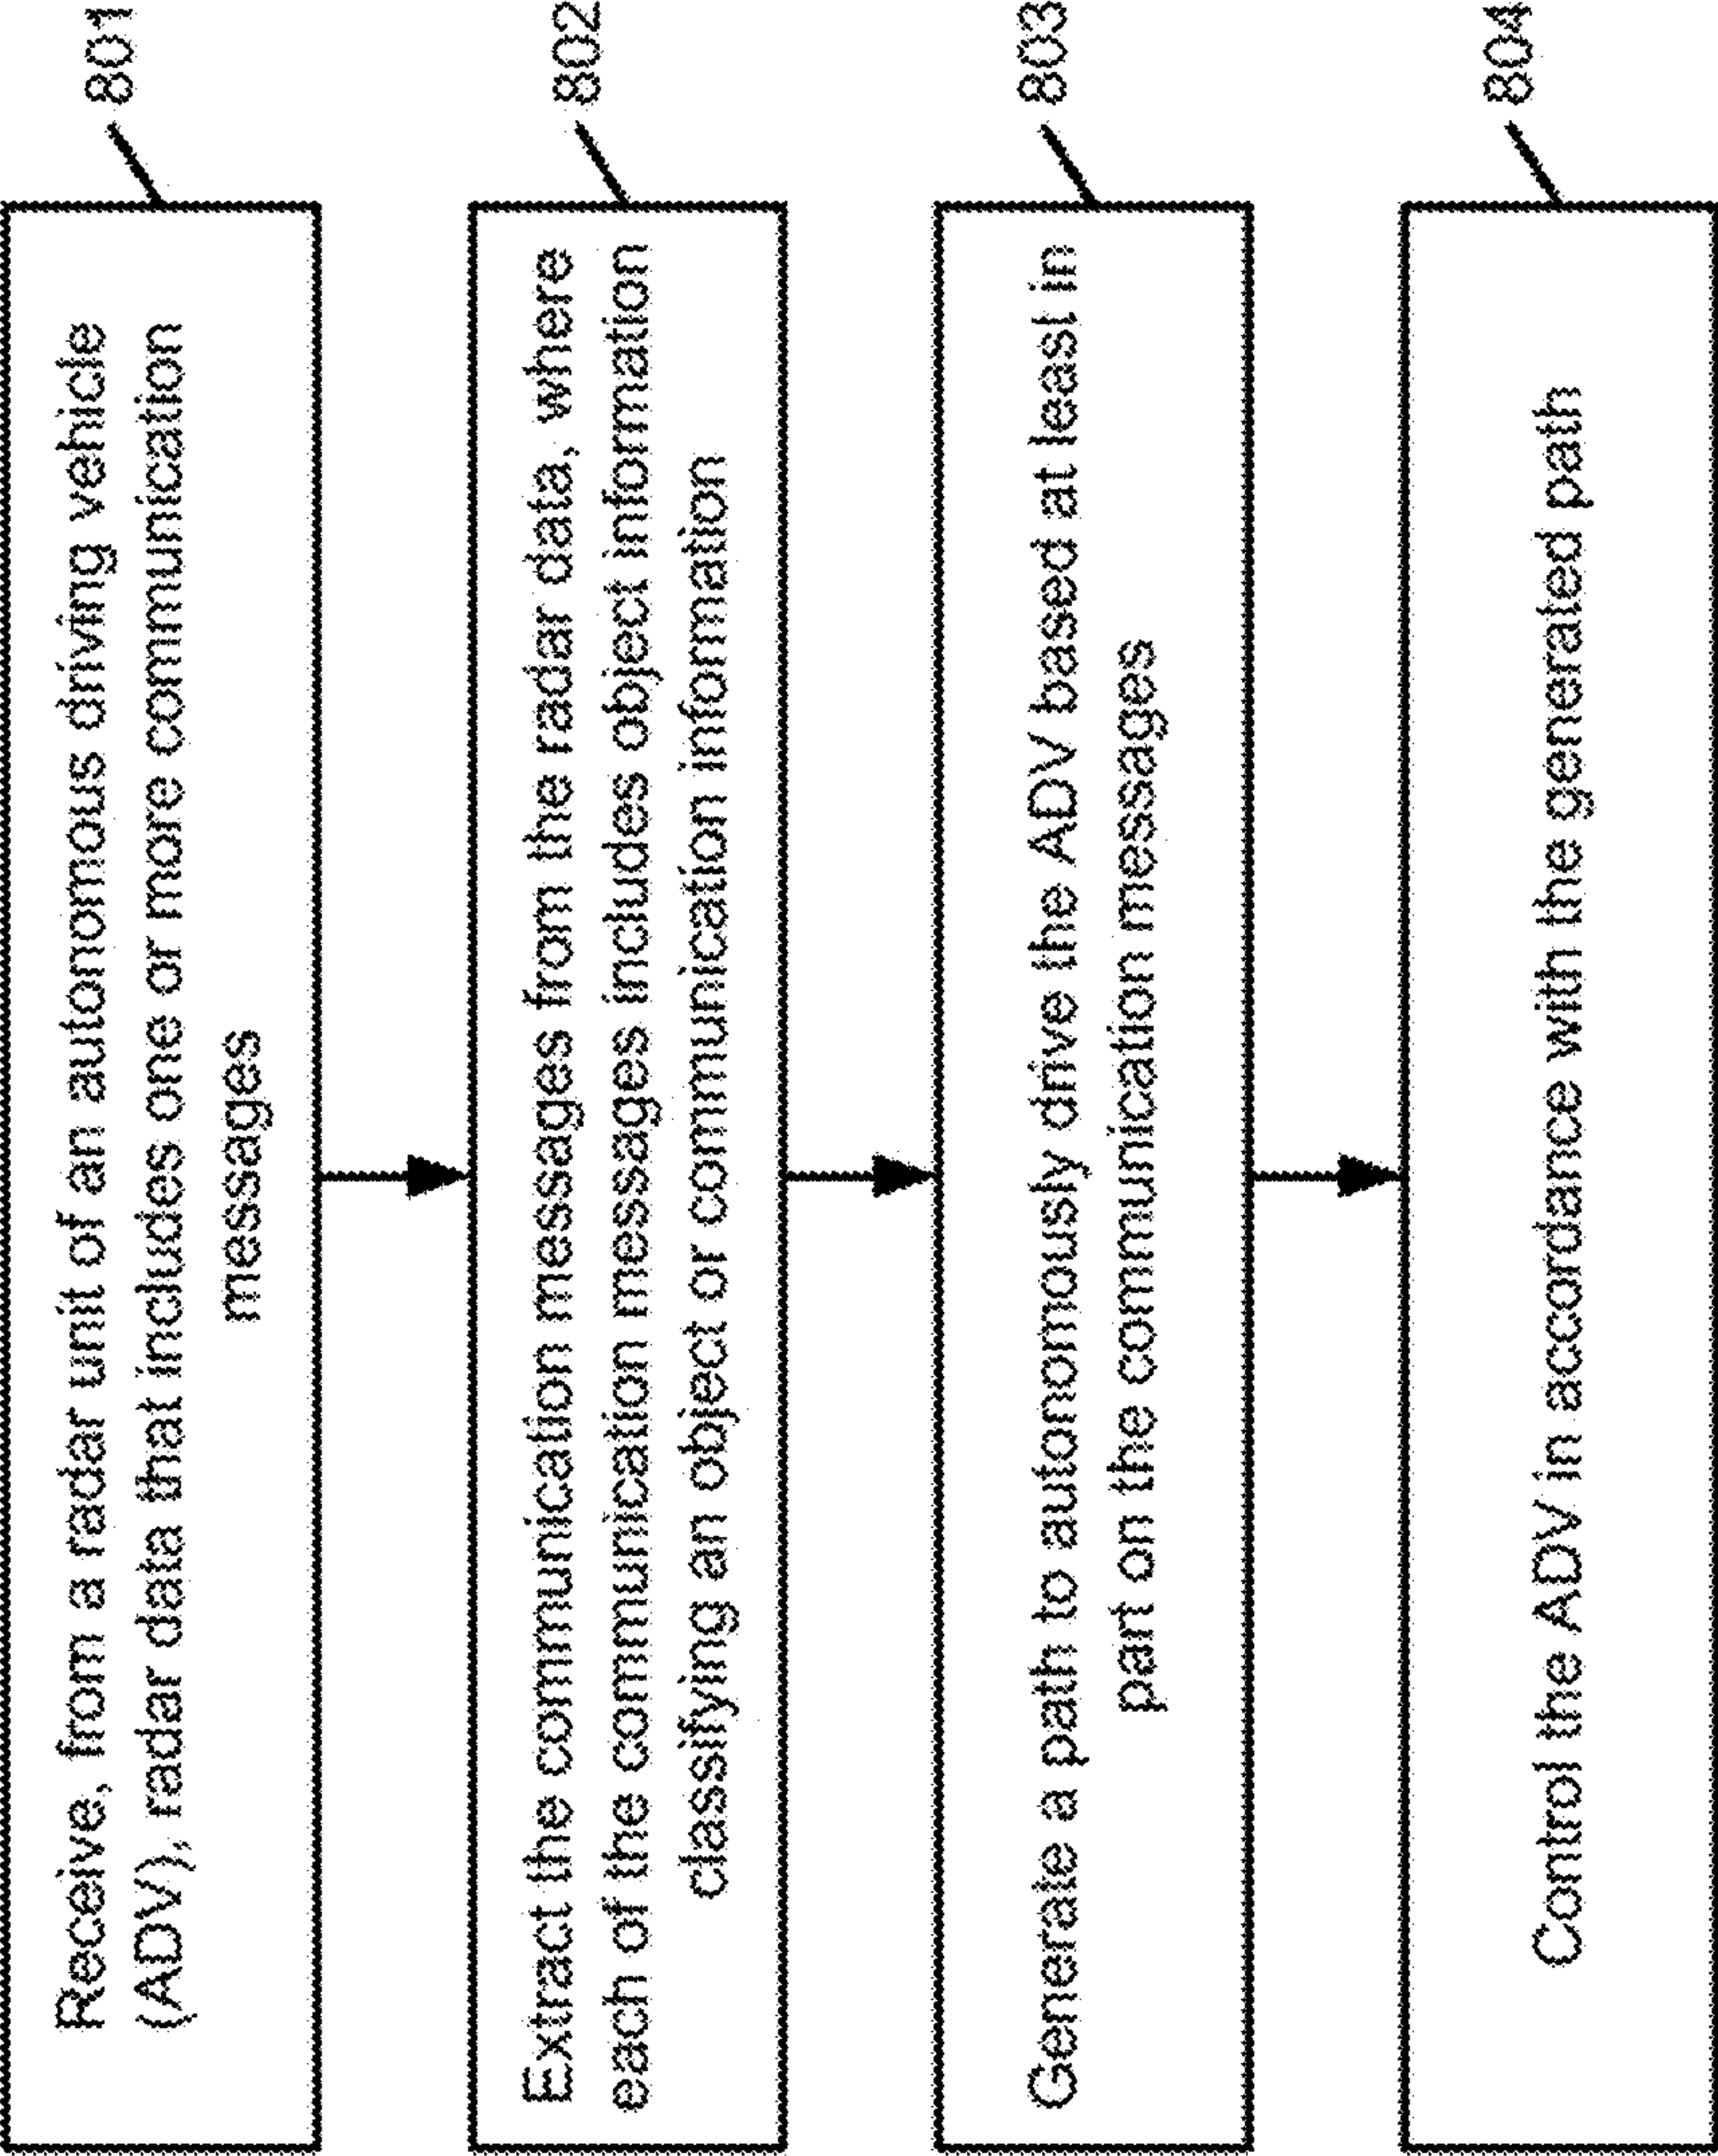 Receive, from a radar unit of an autonomous driving vehicle
(ADV), radar data that includes one or more communication
messages
801
Extract the communication messages from the radar data, where
each of the communication messages includes object information
classifying an object or communication information
802
Generate a path to autonomously drive the ADV based at least in
part on the communication messages
803
Control the ADV in accordance with the generated path
804